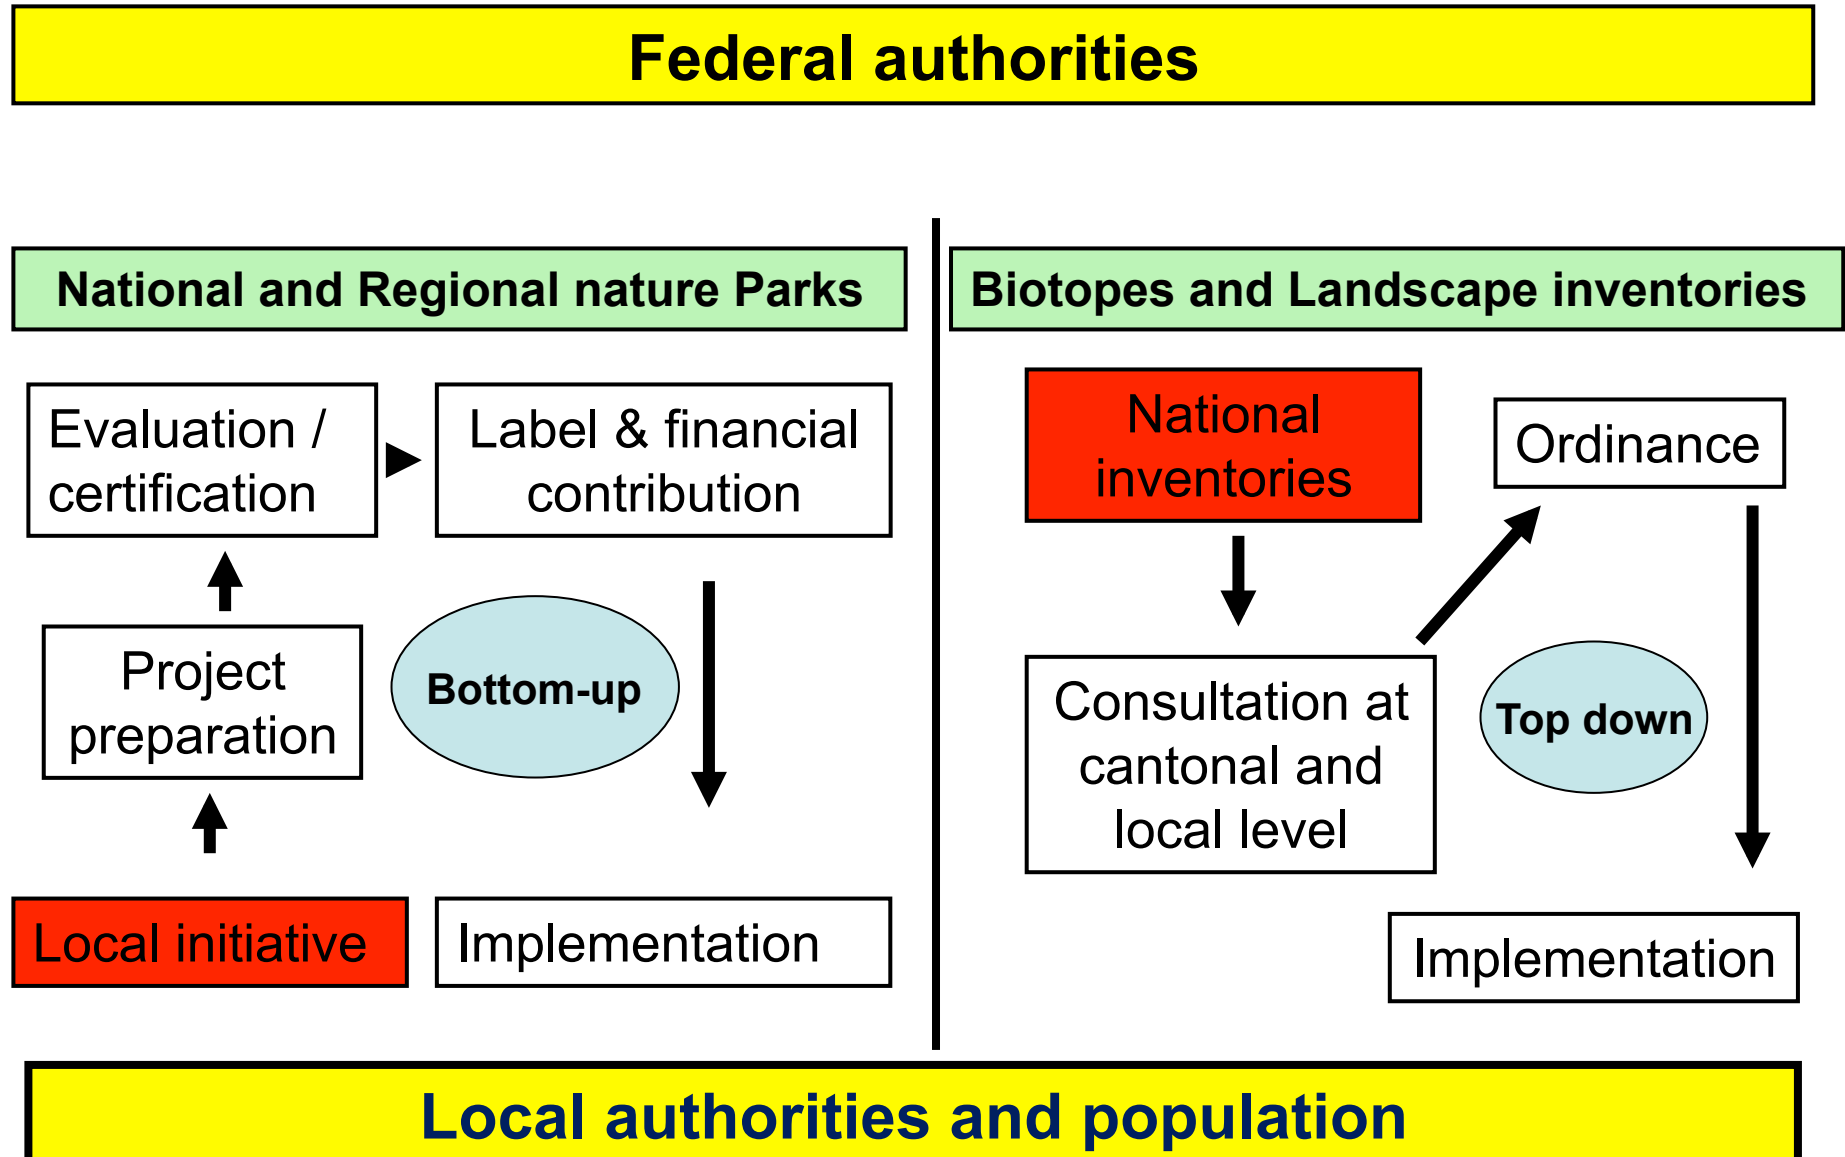 Federal authorities
National and Regional nature Parks
Evaluation /
certification
Label & financial
contribution
Project
preparation
Bottom-up
Local initiative
Implementation
Biotopes and Landscape inventories
National
inventories
Ordinance
Consultation at
cantonal and
local level
Top down
Implementation
Local authorities and population